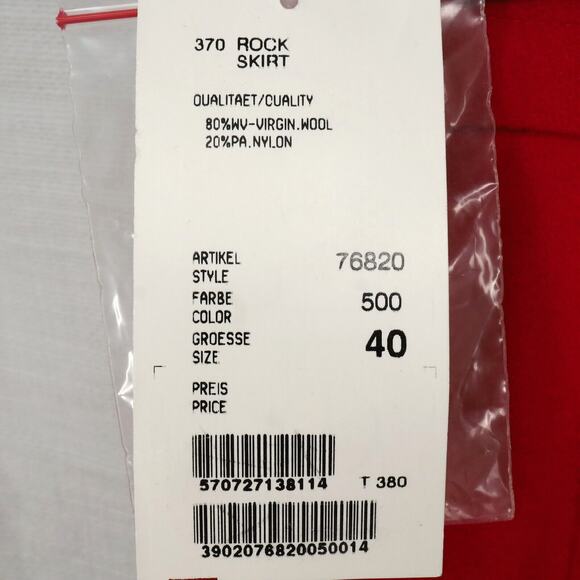 370 ROCK
SKIRT
QUALITAET/CUALITY
80%WV-VIRGIN.WOOL
20%PA.NYLON
ARTIKEL
STYLE 76820
FARBE
COLOR 500
GROESSE
SIZE 40
PREIS
PRICE
570727138114 T 380
3902076820050014